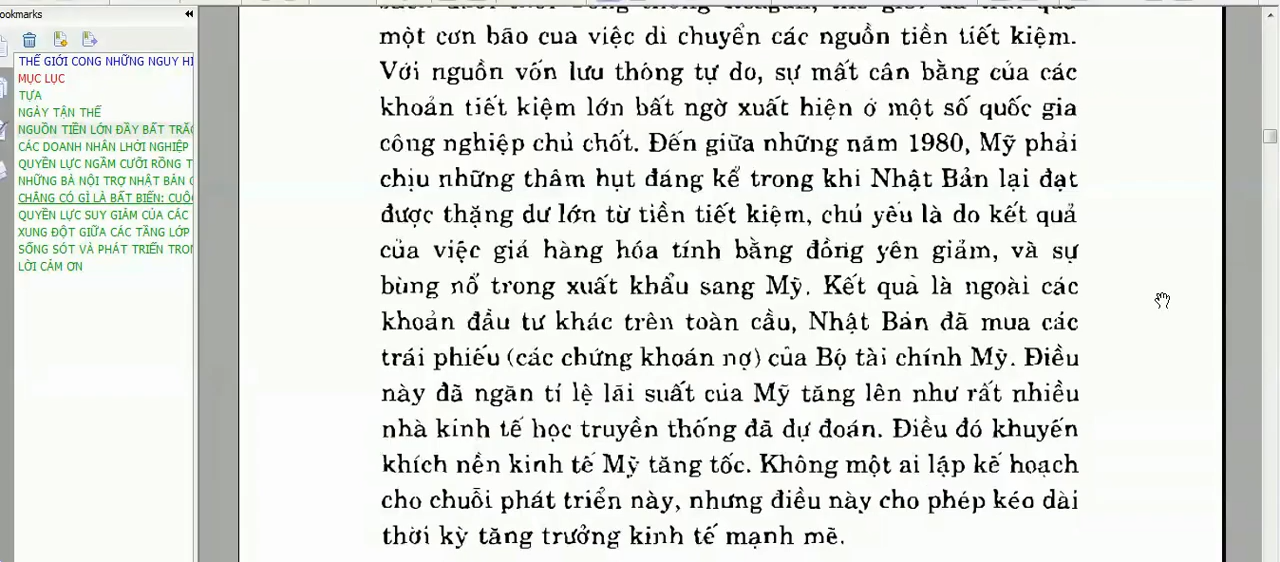 ookmarks
THẾ GIỚI CONG NHỮNG NGUY HI
MỤC LỤC
TỰA
NGÀY TẬN THẾ
NGUỒN TIỀN LỚN ĐẦY BẤT TRẮC
CÁC DOANH NHÂN LHỞI NGHIỆP
QUYỀN LỰC NGẦM CƯỠI RỒNG T
NHỮNG BÀ NỘI TRỢ NHẬT BẢN
CHẲNG CÓ GÌ LÀ BẤT BIẾN: CUỘ
QUYỀN LỰC SUY GIẢM CỦA CÁC
XUNG ĐỘT GIỮA CÁC TẦNG LỚP
SỐNG SÓT VÀ PHÁT TRIỂN TRON
LỜI CẢM ƠN
một cơn bão của việc di chuyển các nguồn tiền tiết kiệm.
Với nguồn vốn lưu thông tự do, sự mất cân bằng của các
khoản tiết kiệm lớn bất ngờ xuất hiện ở một số quốc gia
công nghiệp chủ chốt. Đến giữa những năm 1980, Mỹ phải
chịu những thâm hụt đáng kể trong khi Nhật Bản lại đạt
được thặng dư lớn từ tiền tiết kiệm, chủ yếu là do kết quả
của việc giá hàng hóa tính bằng đồng yên giảm, và sự
bùng nổ trong xuất khẩu sang Mỹ. Kết quả là ngoài các
khoản đầu tư khác trên toàn cầu, Nhật Bản đã mua các
trái phiếu (các chứng khoán nợ) của Bộ tài chính Mỹ. Điều
này đã ngăn tỉ lệ lãi suất của Mỹ tăng lên như rất nhiều
nhà kinh tế học truyền thống đã dự đoán. Điều đó khuyến
khích nền kinh tế Mỹ tăng tốc. Không một ai lập kế hoạch
cho chuỗi phát triển này, nhưng điều này cho phép kéo dài
thời kỳ tăng trưởng kinh tế mạnh mẽ.